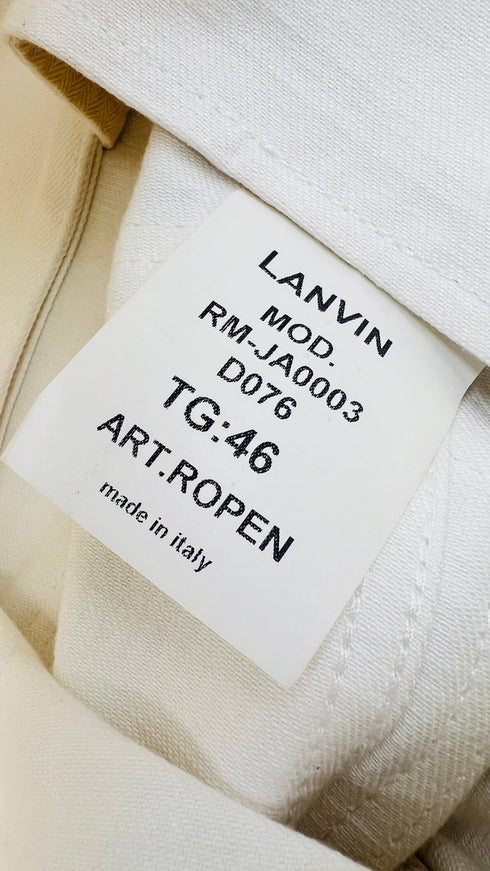 LANVIN
MOD.
RM-JA0003
D076
TG:46
ART.ROPEN
made in italy